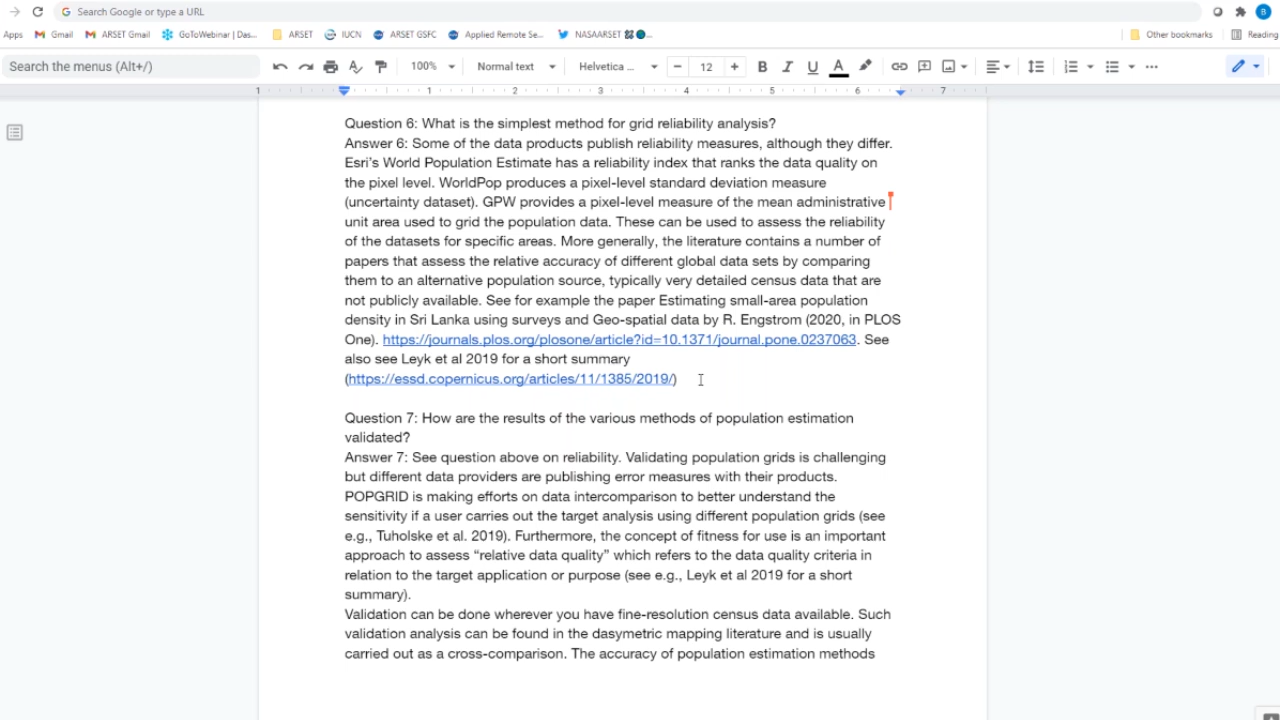 Search Google or type a URL
B
Apps Gmail ARSET Gmail GoToWebinar | Das... ARSET IUCN ARSET GSFC Applied Remote Se... NASAARSET Other bookmarks Reading
Search the menus (Alt+/) 100% Normal text Helvetica ... − 12 + B I U A
1 1 2 3 4 5 6 7
Question 6: What is the simplest method for grid reliability analysis?
Answer 6: Some of the data products publish reliability measures, although they differ.
Esri's World Population Estimate has a reliability index that ranks the data quality on
the pixel level. WorldPop produces a pixel-level standard deviation measure
(uncertainty dataset). GPW provides a pixel-level measure of the mean administrative
unit area used to grid the population data. These can be used to assess the reliability
of the datasets for specific areas. More generally, the literature contains a number of
papers that assess the relative accuracy of different global data sets by comparing
them to an alternative population source, typically very detailed census data that are
not publicly available. See for example the paper Estimating small-area population
density in Sri Lanka using surveys and Geo-spatial data by R. Engstrom (2020, in PLOS
One). https://journals.plos.org/plosone/article?id=10.1371/journal.pone.0237063. See
also see Leyk et al 2019 for a short summary
(https://essd.copernicus.org/articles/11/1385/2019/)
Question 7: How are the results of the various methods of population estimation
validated?
Answer 7: See question above on reliability. Validating population grids is challenging
but different data providers are publishing error measures with their products.
POPGRID is making efforts on data intercomparison to better understand the
sensitivity if a user carries out the target analysis using different population grids (see
e.g., Tuholske et al. 2019). Furthermore, the concept of fitness for use is an important
approach to assess “relative data quality” which refers to the data quality criteria in
relation to the target application or purpose (see e.g., Leyk et al 2019 for a short
summary).
Validation can be done wherever you have fine-resolution census data available. Such
validation analysis can be found in the dasymetric mapping literature and is usually
carried out as a cross-comparison. The accuracy of population estimation methods